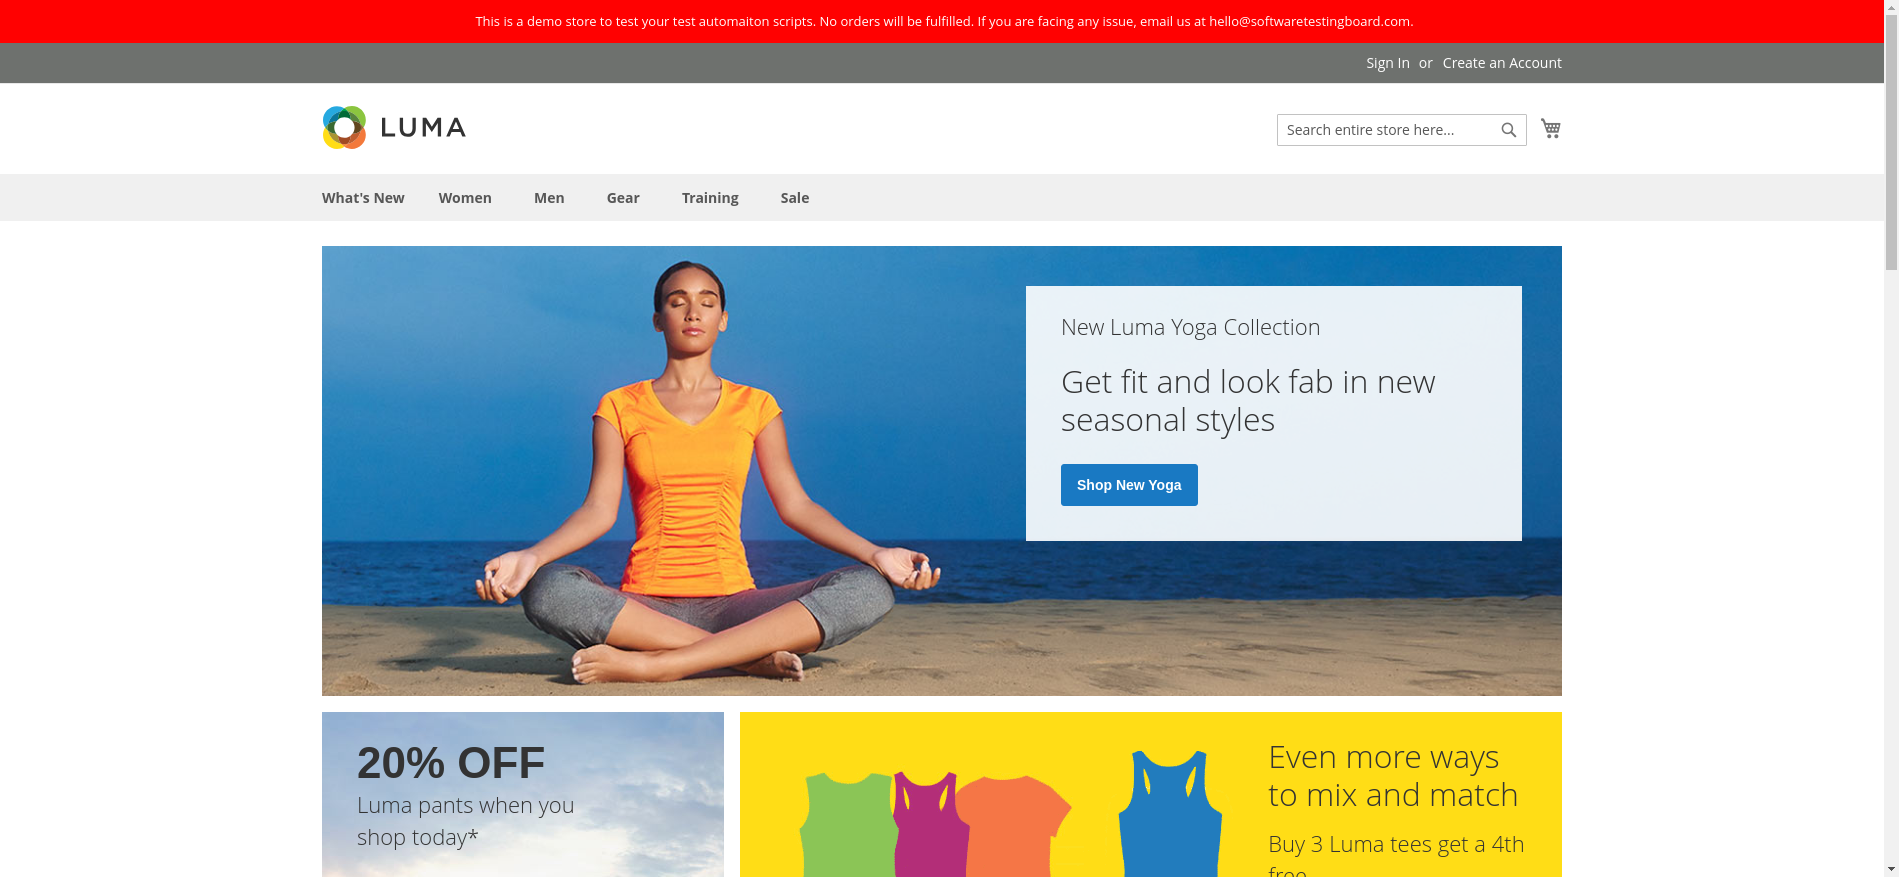 This is a demo store to test your test automaiton scripts. No orders will be fulfilled. If you are facing any issue, email us at hello@softwaretestingboard.com.
Sign In or Create an Account
LUMA
Search entire store here...
What's New Women Men Gear Training Sale
New Luma Yoga Collection
Get fit and look fab in new
seasonal styles
Shop New Yoga
20% OFF
Luma pants when you
shop today*
Even more ways
to mix and match
Buy 3 Luma tees get a 4th
free